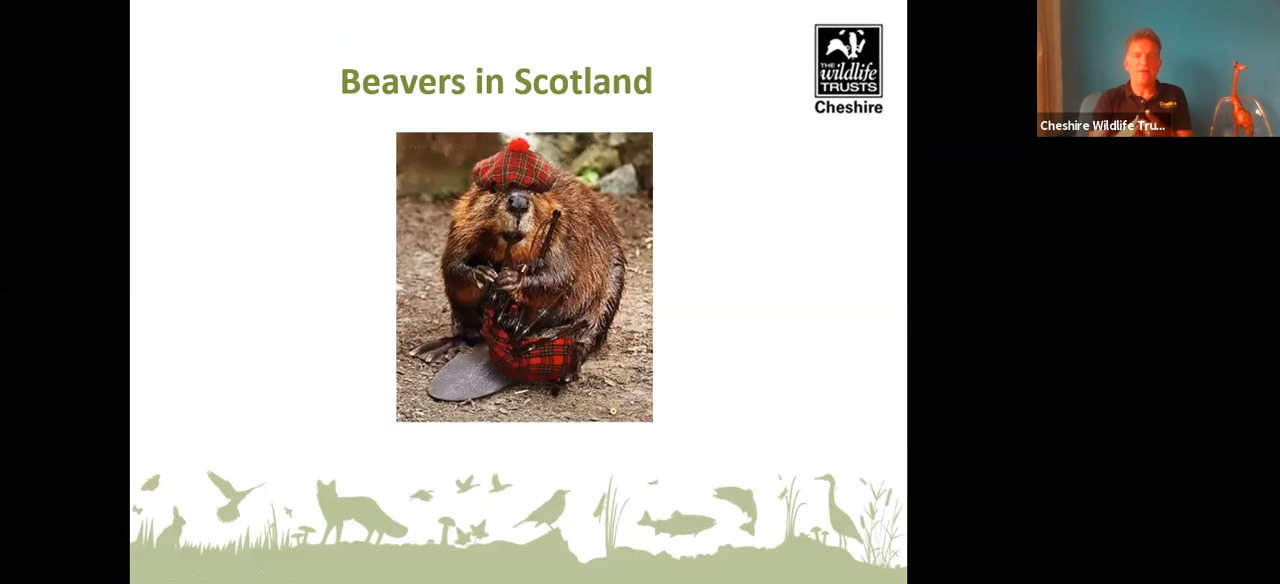 Beavers in Scotland
THE
wildlife
TRUSTS
Cheshire
Cheshire Wildlife Tru...